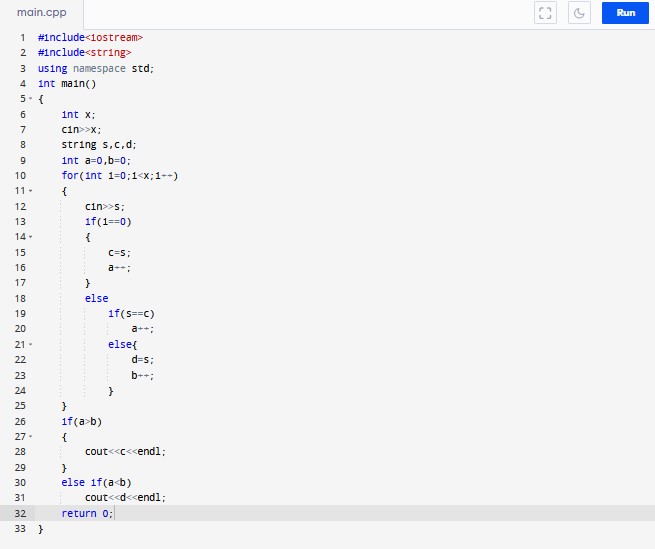 main.cpp
Run
1 #include<iostream>
2 #include<string>
3 using namespace std;
4 int main()
5 {
6     int x;
7     cin>>x;
8     string s,c,d;
9     int a=0,b=0;
10     for(int i=0;i<x;i++)
11     {
12         cin>>s;
13         if(i==0)
14         {
15             c=s;
16             a++;
17         }
18         else
19             if(s==c)
20                 a++;
21             else{
22                 d=s;
23                 b++;
24             }
25     }
26     if(a>b)
27     {
28         cout<<c<<endl;
29     }
30     else if(a<b)
31         cout<<d<<endl;
32     return 0;
33 }